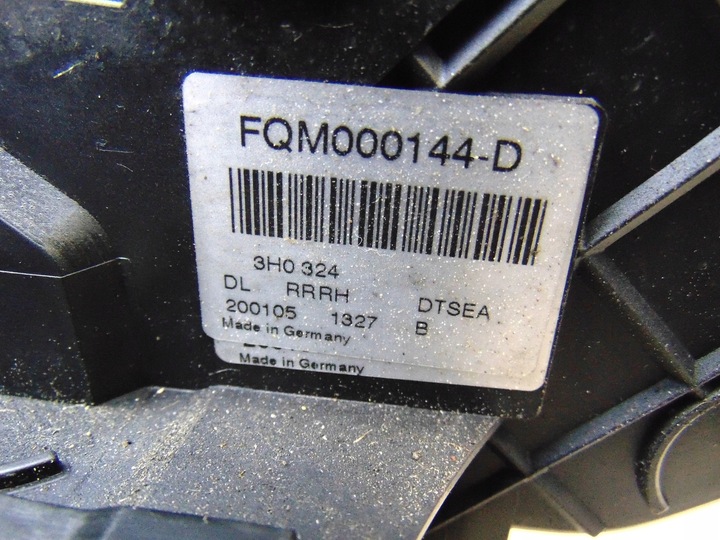 FQM000144-D
3H0 324
DL RRRH DTSEA
200105 1327 B
Made in Germany
Made in Germany